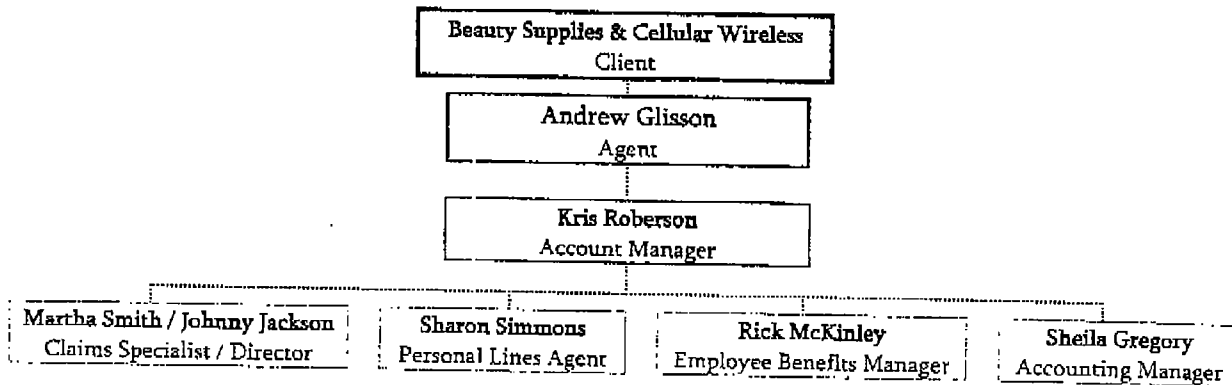 Beauty Supplies & Cellular Wireless
Client
Andrew Glisson
Agent
Kris Roberson
Account Manager
Martha Smith / Johnny Jackson
Claims Specialist / Director
Sharon Simmons
Personal Lines Agent
Rick McKinley
Employee Benefits Manager
Sheila Gregory
Accounting Manager